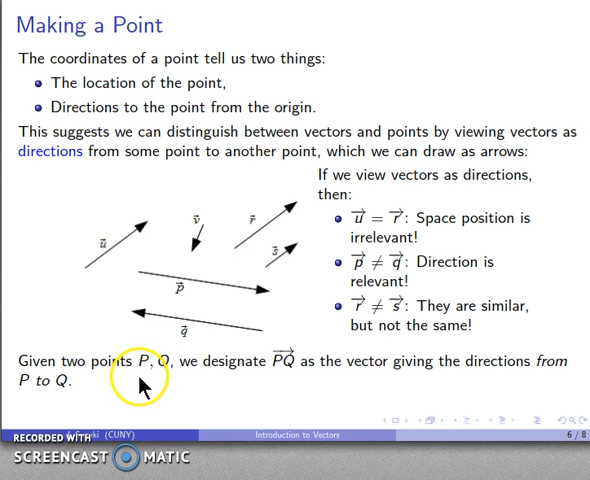 Making a Point
The coordinates of a point tell us two things:
The location of the point,
Directions to the point from the origin.
This suggests we can distinguish between vectors and points by viewing vectors as
directions from some point to another point, which we can draw as arrows:
If we view vectors as directions,
then:
u⃗ = r⃗: Space position is
irrelevant!
p⃗ ≠ q⃗: Direction is
relevant!
r⃗ ≠ s⃗: They are similar,
but not the same!
u⃗
v⃗
r⃗
s⃗
p⃗
q⃗
Given two points P, Q, we designate P⃗Q⃗ as the vector giving the directions from
P to Q.
(CUNY)
Introduction to Vectors
6 / 8
RECORDED WITH
SCREENCAST MATIC